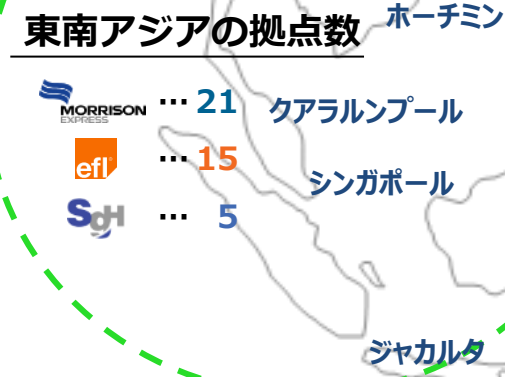 東南アジアの拠点数
ホーチミン
MORRISON
EXPRESS
… 21
クアラルンプール
efl
… 15
シンガポール
SGH
… 5
ジャカルタ